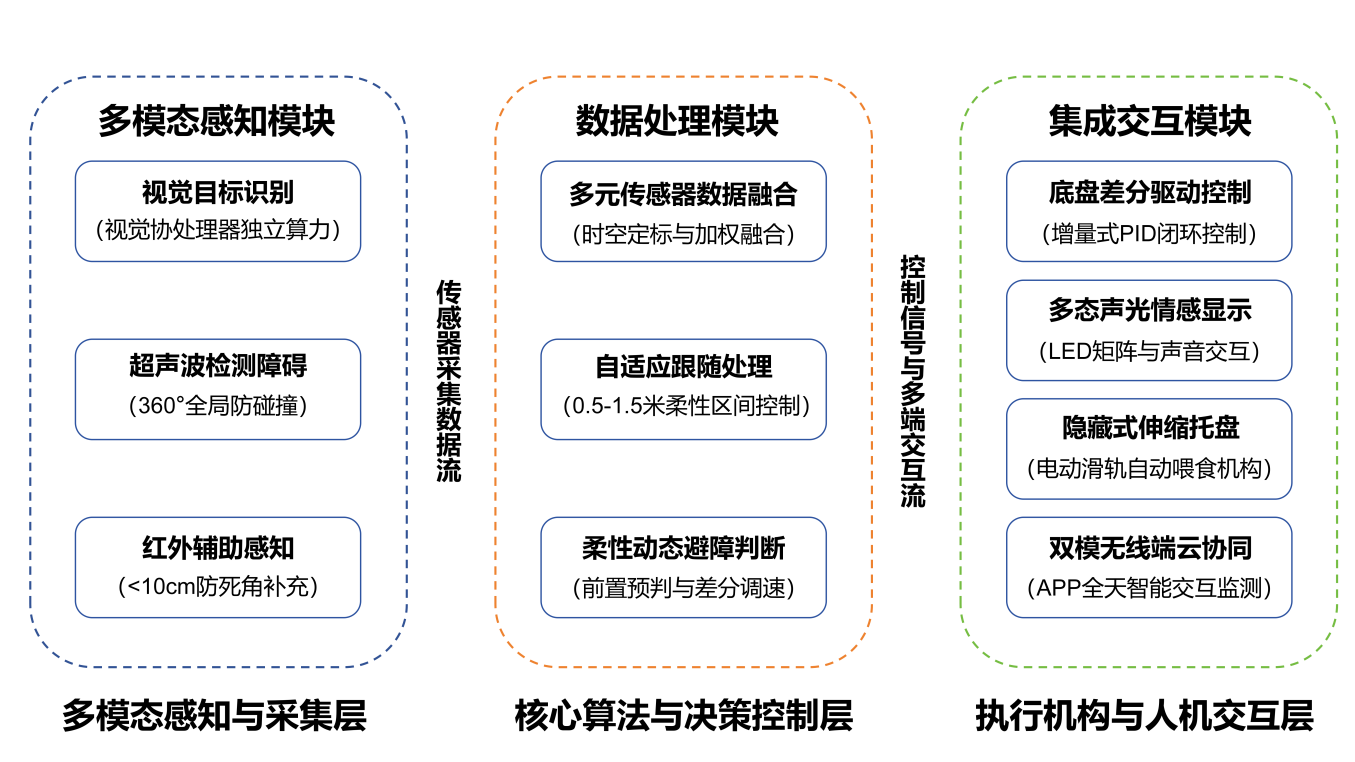 多模态感知模块
视觉目标识别
（视觉协处理器独立算力）
超声波检测障碍
（360°全局防碰撞）
红外辅助感知
（<10cm防死角补充）
多模态感知与采集层
传感器采集数据流
数据处理模块
多元传感器数据融合
（时空定标与加权融合）
自适应跟随处理
（0.5-1.5米柔性区间控制）
柔性动态避障判断
（前置预判与差分调速）
核心算法与决策控制层
控制信号与多端交互流
集成交互模块
底盘差分驱动控制
（增量式PID闭环控制）
多态声光情感显示
（LED矩阵与声音交互）
隐藏式伸缩托盘
（电动滑轨自动喂食机构）
双模无线端云协同
（APP全天智能交互监测）
执行机构与人机交互层